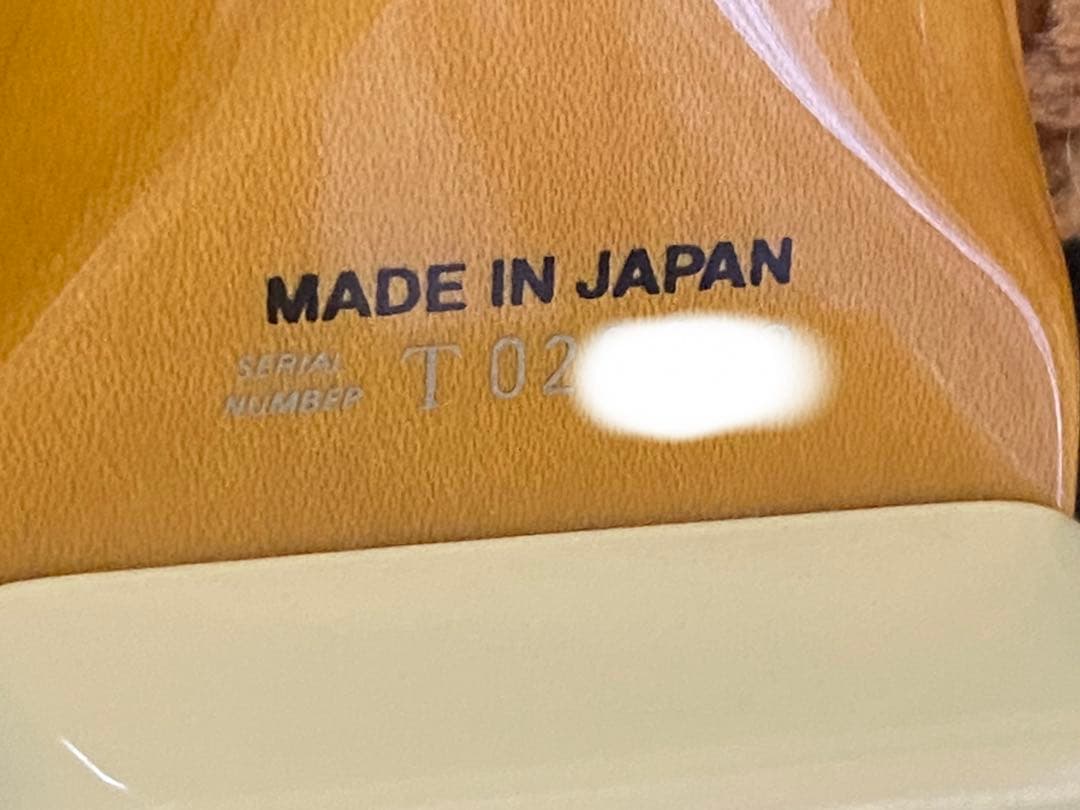 MADE IN JAPAN
SERIAL
NUMBER T 02